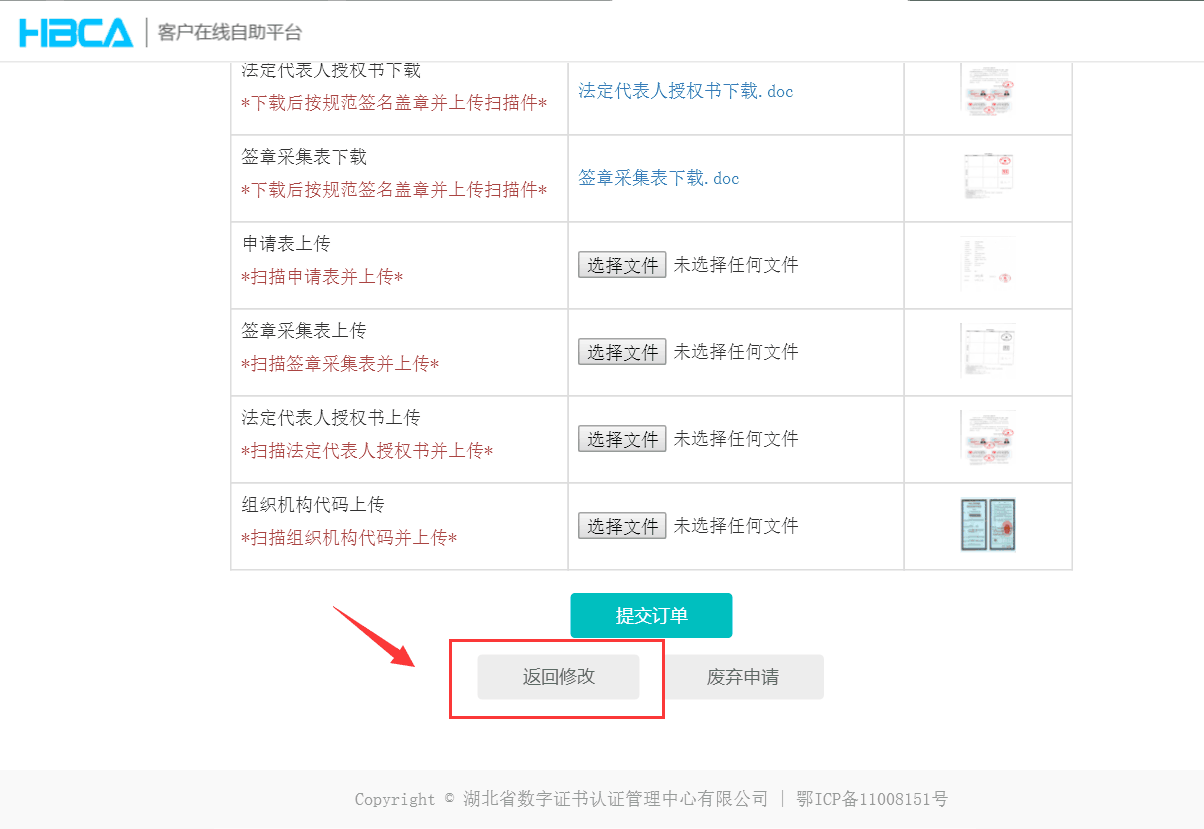 HBCA 客户在线自助平台
法定代表人授权书下载
*下载后按规范签名盖章并上传扫描件*
法定代表人授权书下载.doc
签章采集表下载
*下载后按规范签名盖章并上传扫描件*
签章采集表下载.doc
申请表上传
*扫描申请表并上传*
选择文件 未选择任何文件
签章采集表上传
*扫描签章采集表并上传*
选择文件 未选择任何文件
法定代表人授权书上传
*扫描法定代表人授权书并上传*
选择文件 未选择任何文件
组织机构代码上传
*扫描组织机构代码并上传*
选择文件 未选择任何文件
提交订单
返回修改 废弃申请
Copyright © 湖北省数字证书认证管理中心有限公司 | 鄂ICP备11008151号